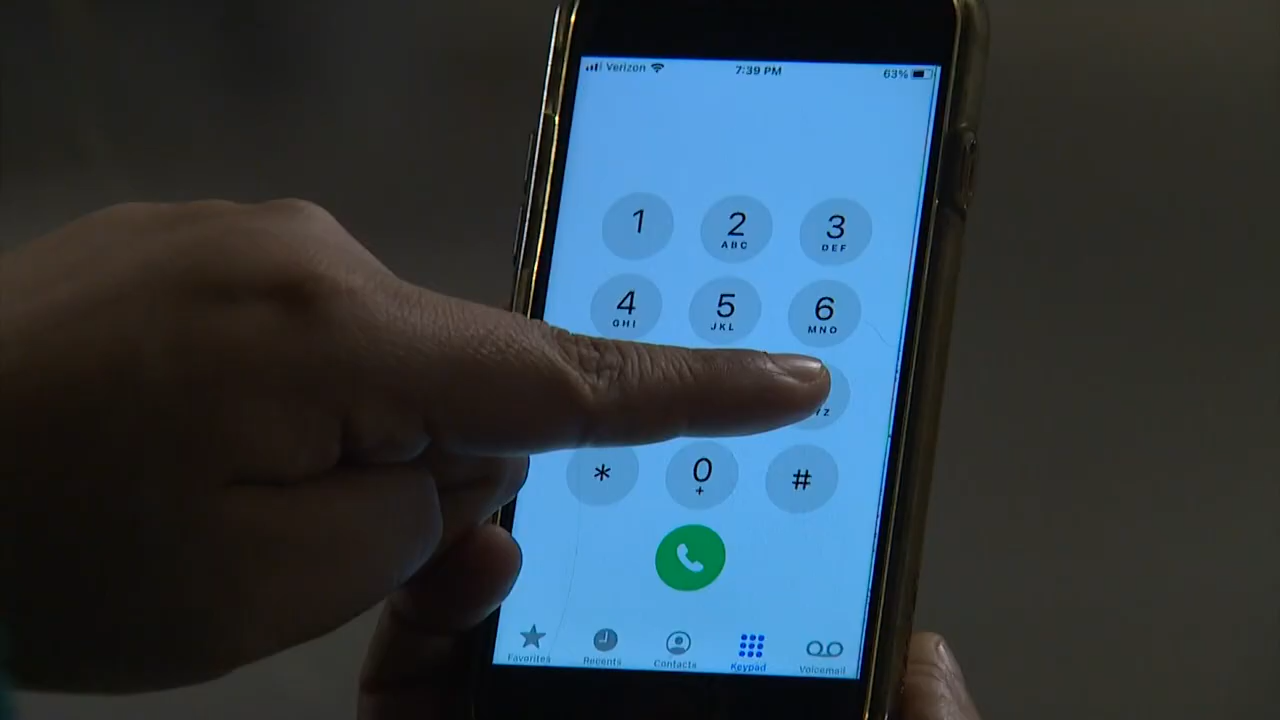 Verizon 7:39 PM 63%
1 2 3
ABC DEF
4 5 6
GHI JKL MNO
YZ
* 0 #
+
Favorites Recents Contacts Keypad Voicemail